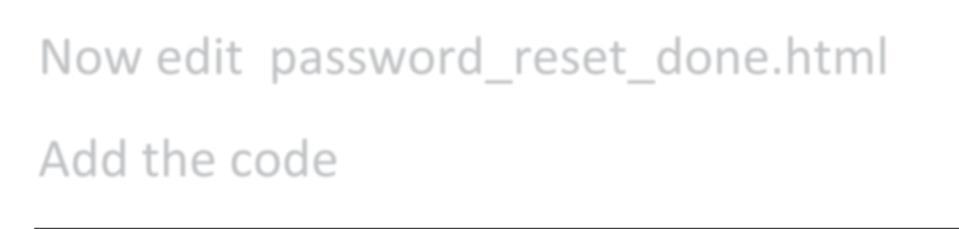 Now edit  password_reset_done.html
Add the code